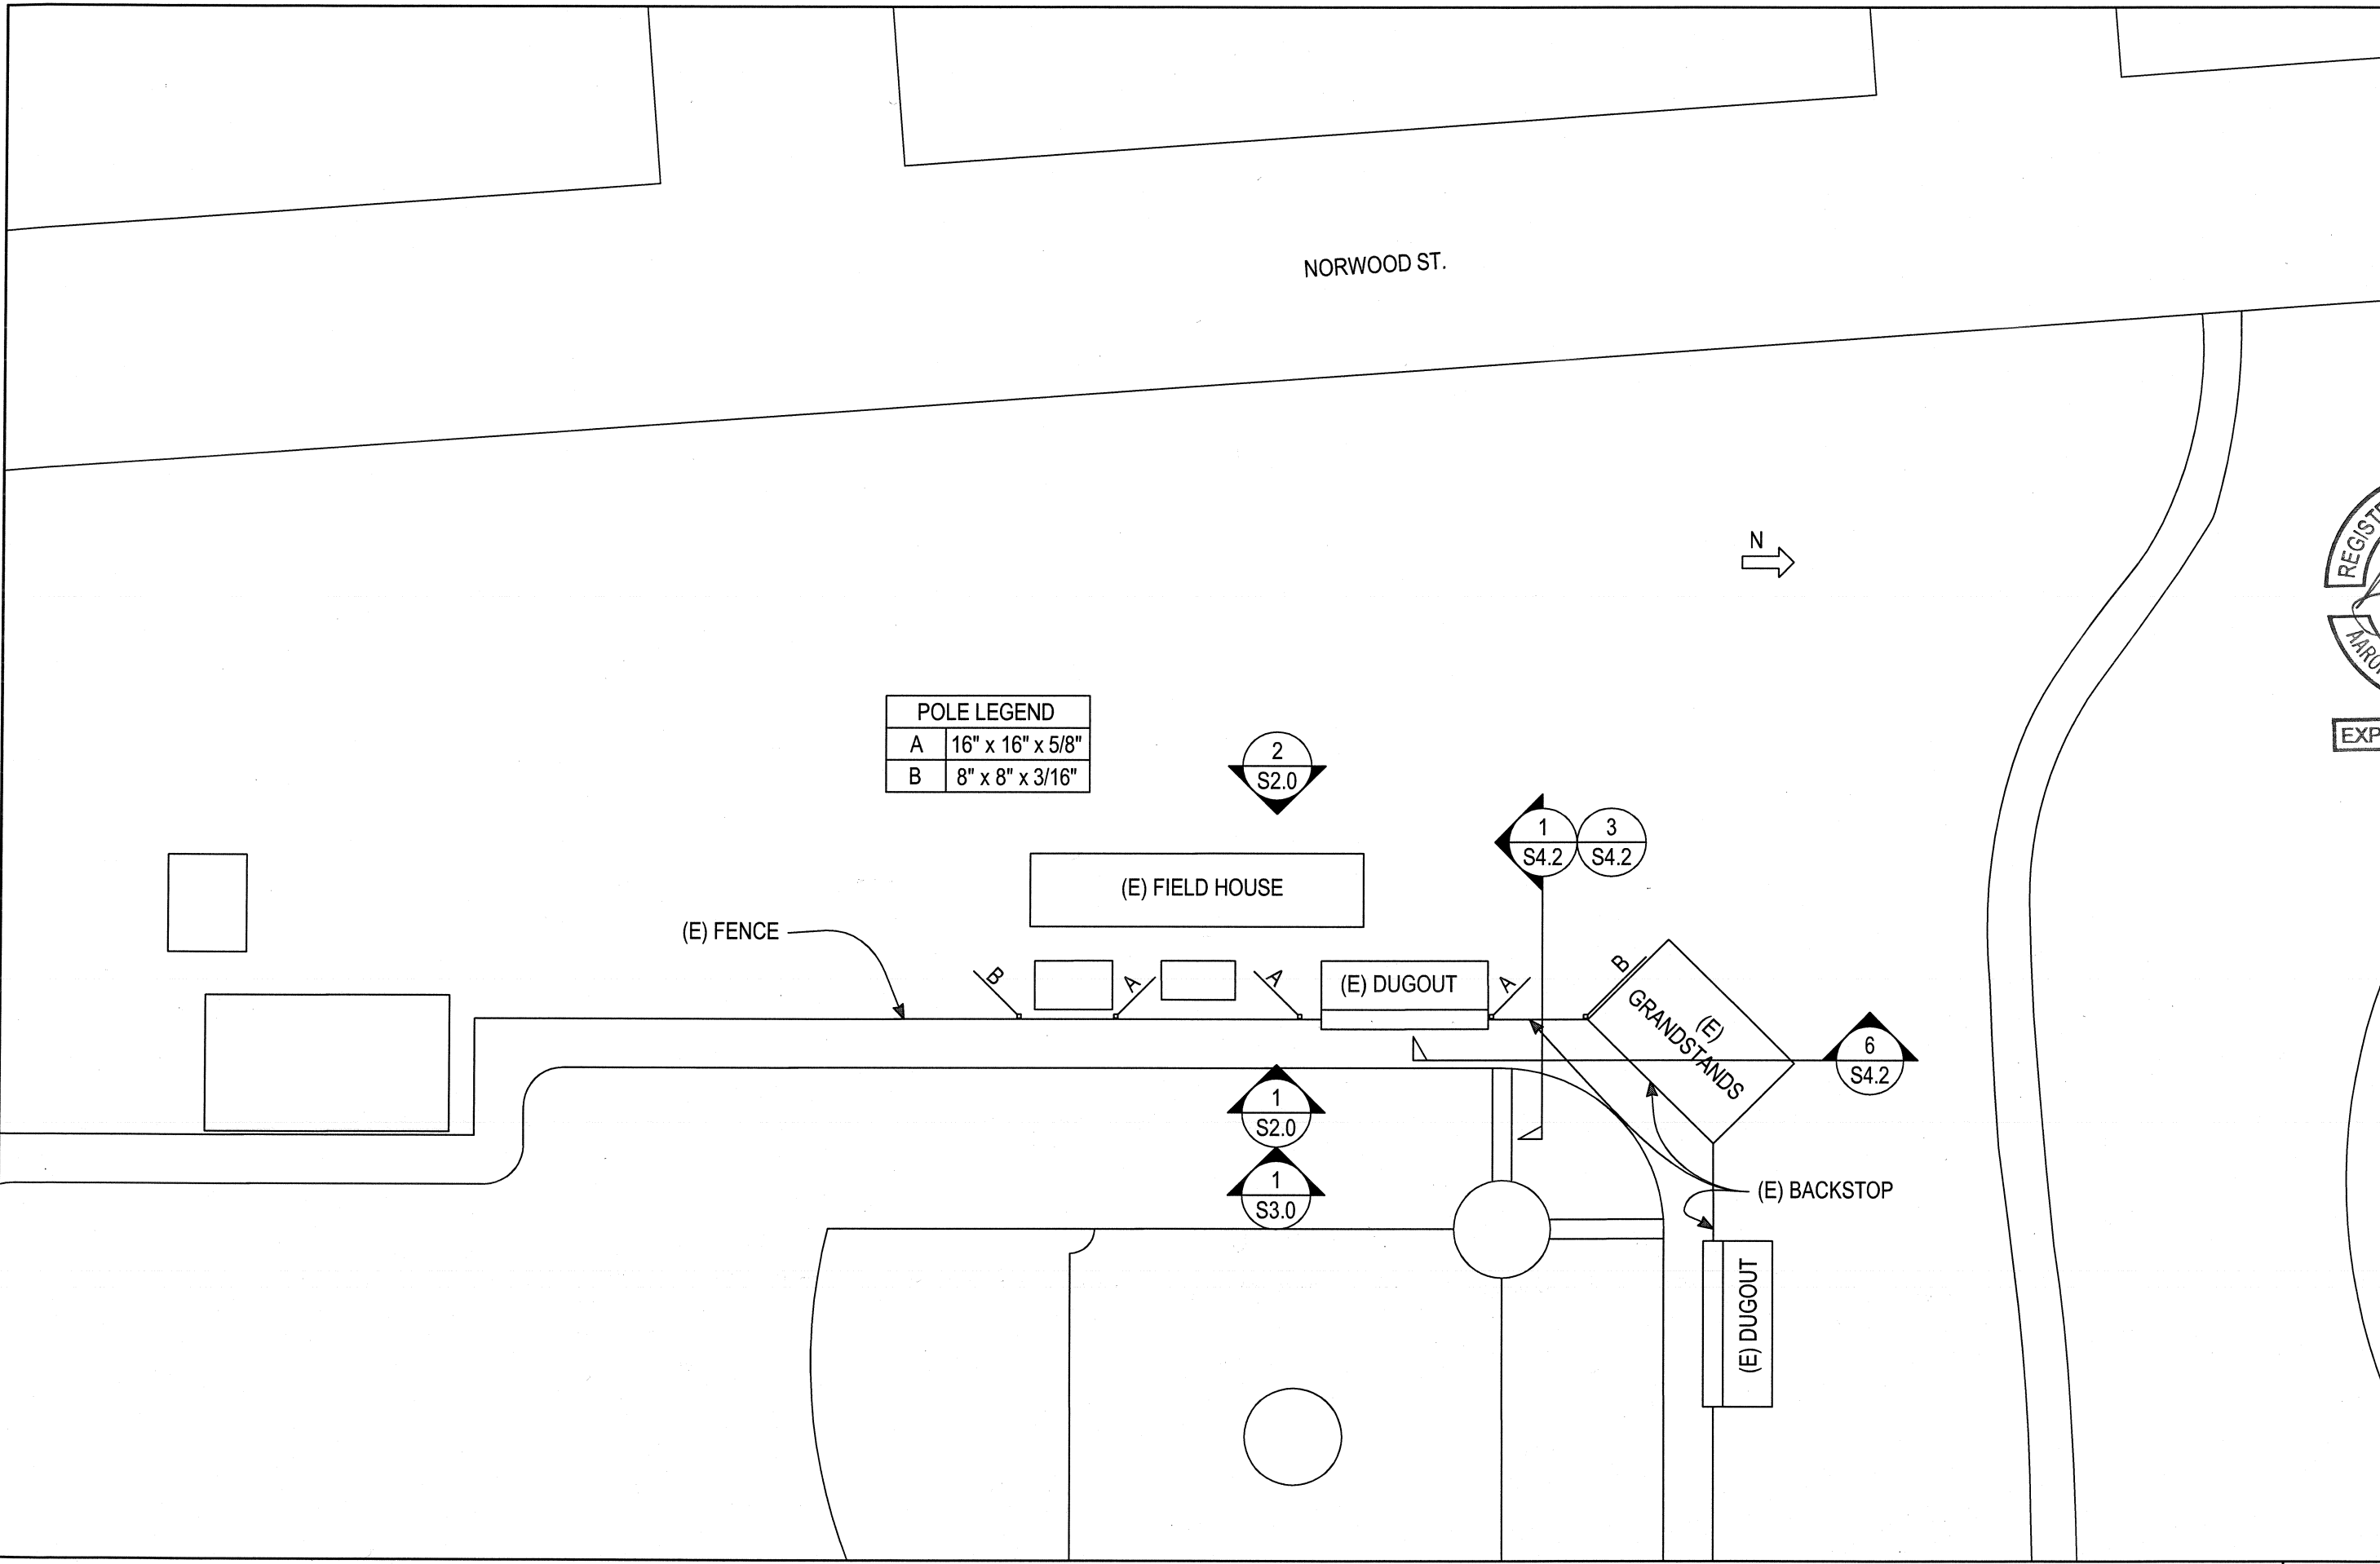 NORWOOD ST.
N
POLE LEGEND
A 16" x 16" x 5/8"
B 8" x 8" x 3/16"
2
S2.0
1
S4.2
3
S4.2
(E) FIELD HOUSE
(E) FENCE
B
A
A
(E) DUGOUT
A
B
(E)
GRANDSTANDS
6
S4.2
1
S2.0
1
S3.0
(E) BACKSTOP
(E) DUGOUT